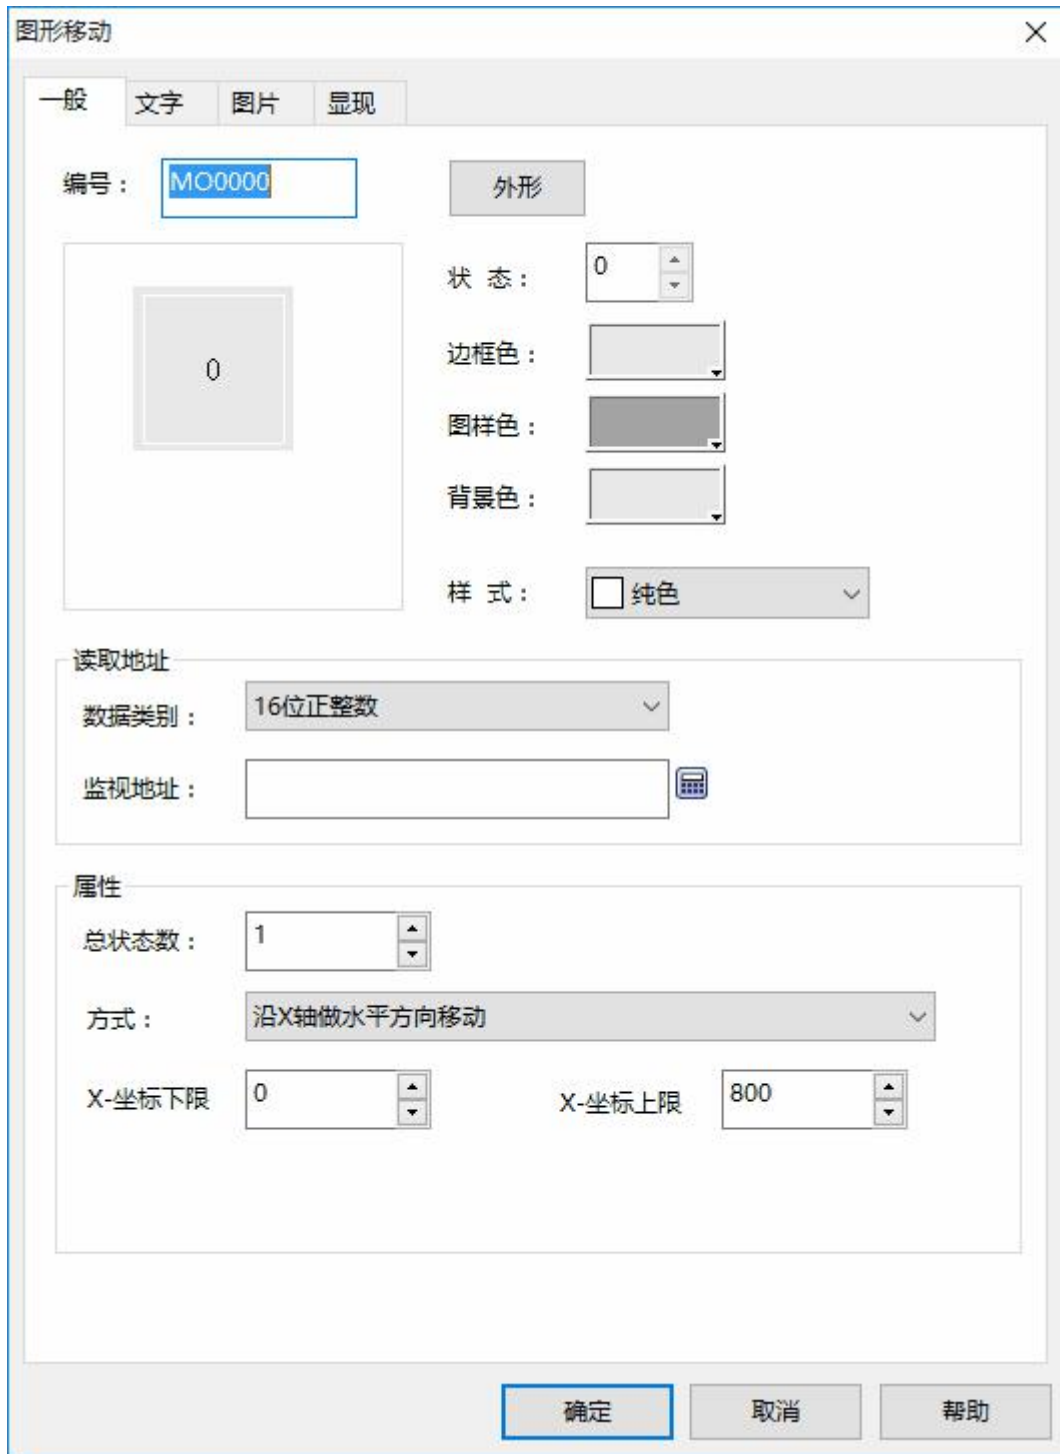 图形移动
一般 文字 图片 显现
编号： MO0000 外形
0
状 态： 0
边框色：
图样色：
背景色：
样 式： 纯色
读取地址
数据类别： 16位正整数
监视地址：
属性
总状态数： 1
方式： 沿X轴做水平方向移动
X-坐标下限 0 X-坐标上限 800
确定 取消 帮助